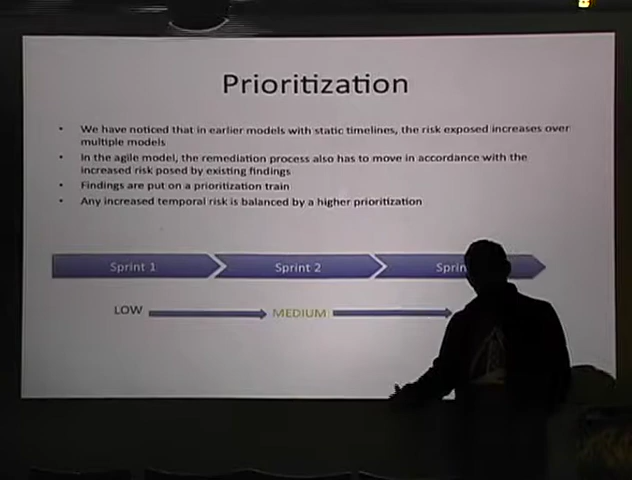 Prioritization
• We have noticed that in earlier models with static timelines, the risk exposed increases over
multiple models
• In the agile model, the remediation process also has to move in accordance with the
increased risk posed by existing findings
• Findings are put on a prioritization train
• Any increased temporal risk is balanced by a higher prioritization
Sprint 1 Sprint 2 Sprin
LOW MEDIUM